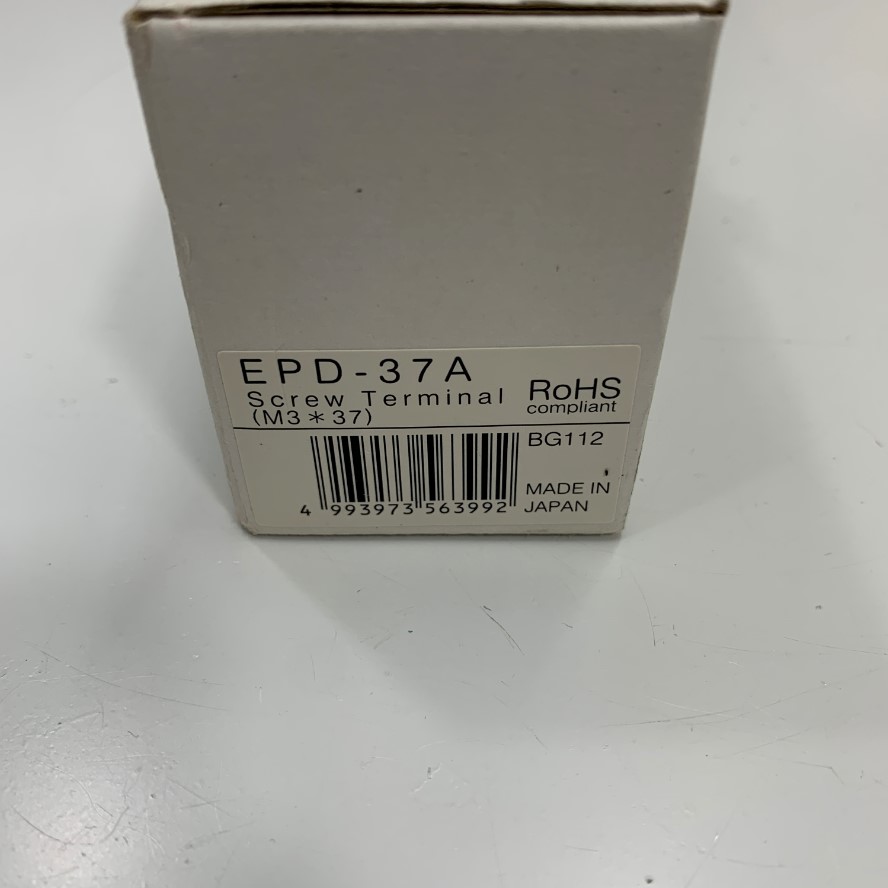 EPD-37A
Screw Terminal
(M3＊37)
RoHS
compliant
BG112
MADE IN
JAPAN
4 993973 563992